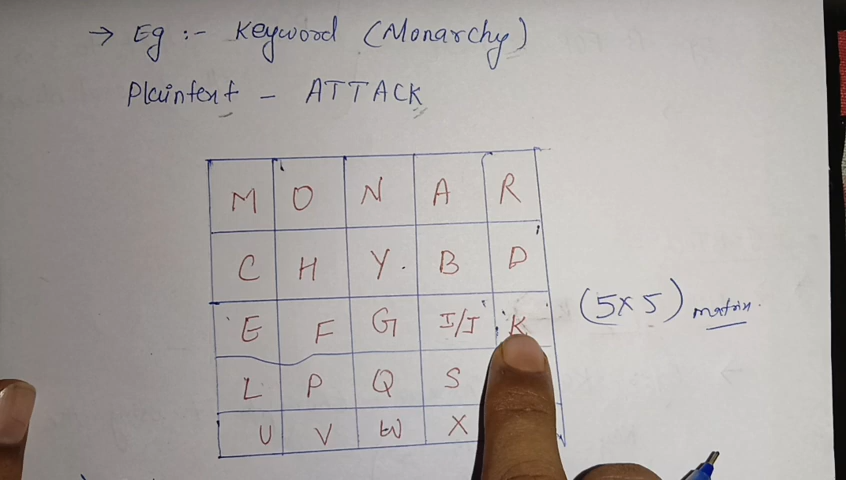 → Eg :- Keyword (Monarchy)
Plaintext - ATTACK
M O N A R
C H Y B D
E F G I/J K
(5×5) matrix.
L P Q S
U V W X